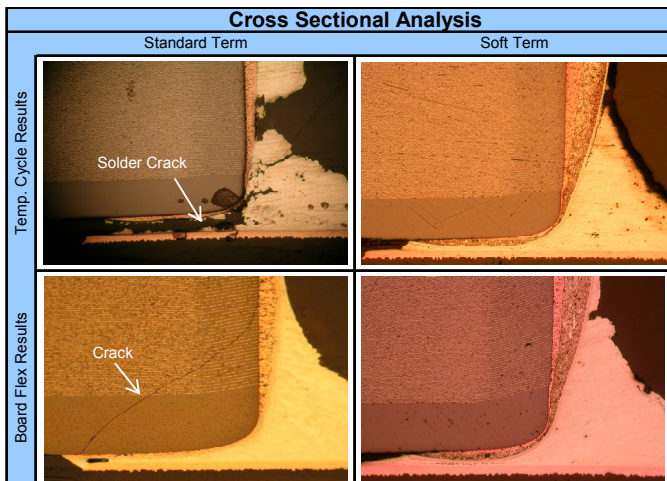 Cross Sectional Analysis
Standard Term
Soft Term
Temp. Cycle Results
Solder Crack
Board Flex Results
Crack